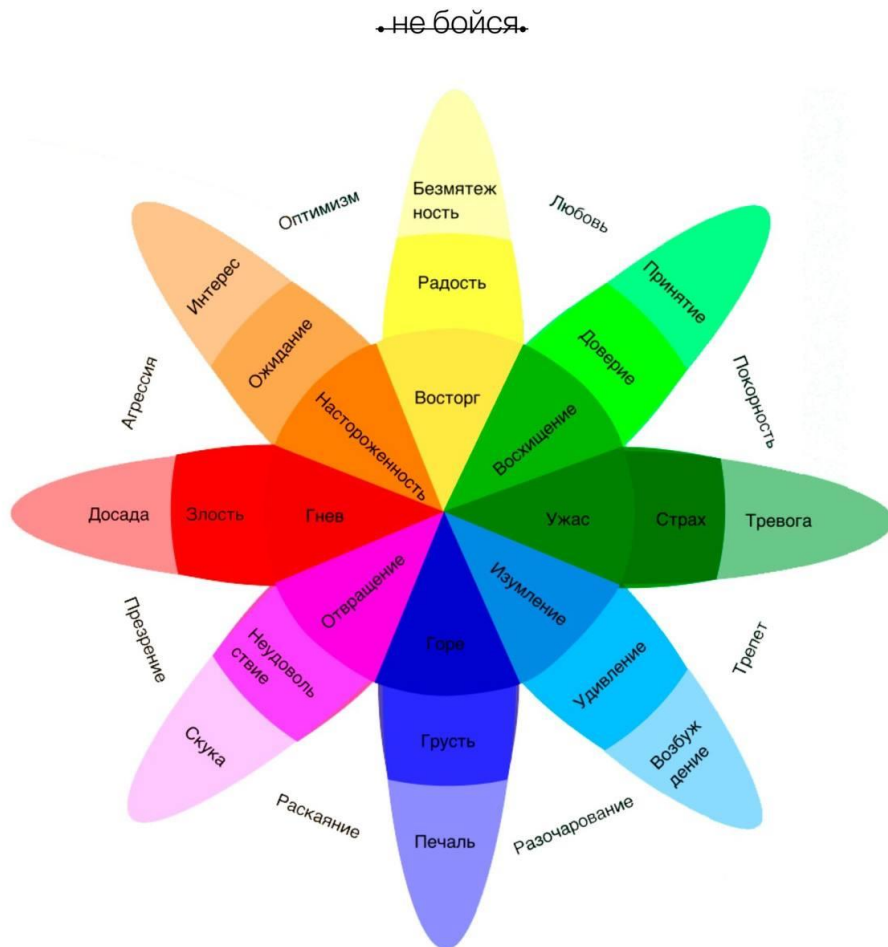 не бойся
Оптимизм
Безмятеж
ность
Любовь
Интерес
Радость
Принятие
Ожидание
Доверие
Агрессия
Настороженность
Восторг
Восхищение
Покорность
Досада
Злость
Гнев
Ужас
Страх
Тревога
Презрение
Отвращение
Изумление
Трепет
Неудоволь
ствие
Горе
Удивление
Скука
Грусть
Возбуж
дение
Раскаяние
Печаль
Разочарование